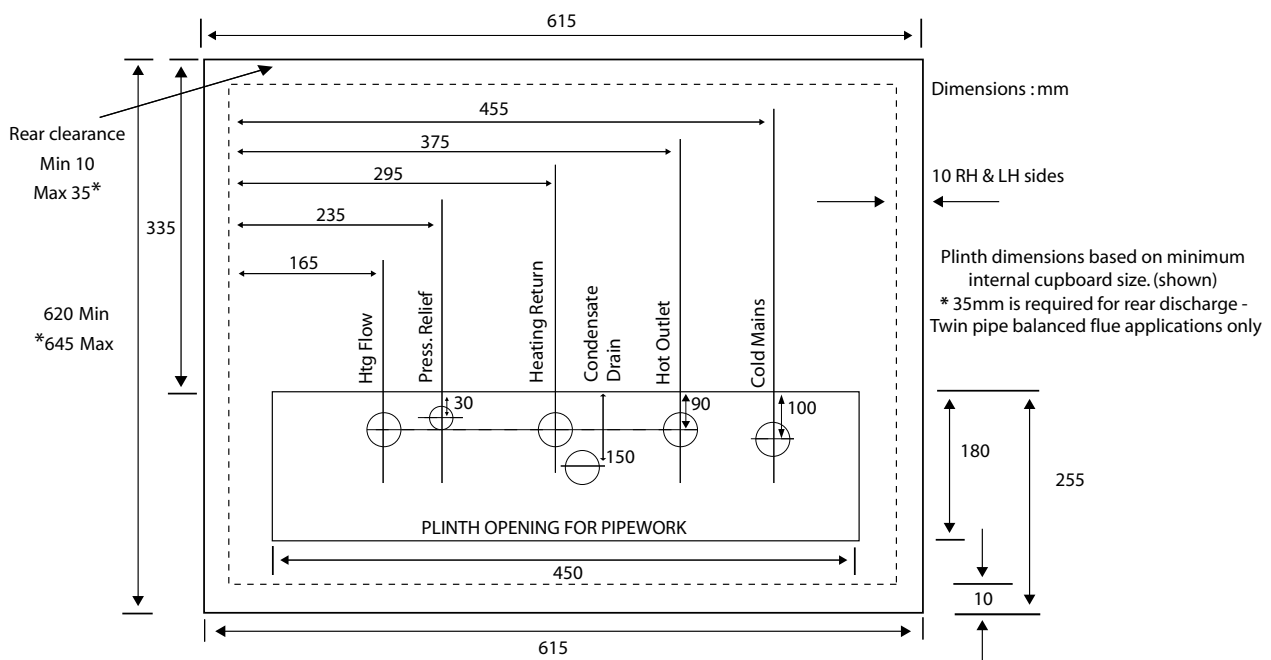 615
Dimensions : mm
455
Rear clearance
Min 10
Max 35*
375
295
10 RH & LH sides
335
235
165
Plinth dimensions based on minimum
internal cupboard size. (shown)
* 35mm is required for rear discharge -
Twin pipe balanced flue applications only
620 Min
*645 Max
Htg Flow
Press. Relief
Heating Return
Condensate
Drain
Hot Outlet
Cold Mains
30
90
100
150
180
255
PLINTH OPENING FOR PIPEWORK
450
10
615